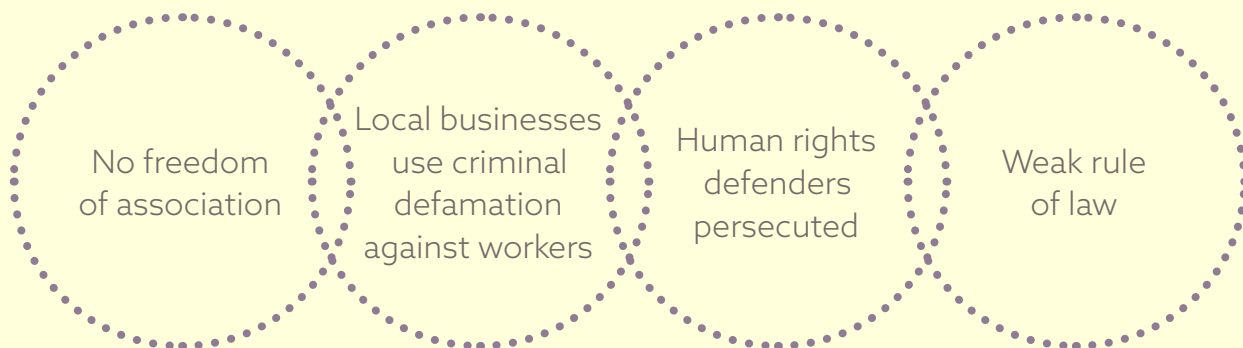 No freedom
of association
Local businesses
use criminal
defamation
against workers
Human rights
defenders
persecuted
Weak rule
of law